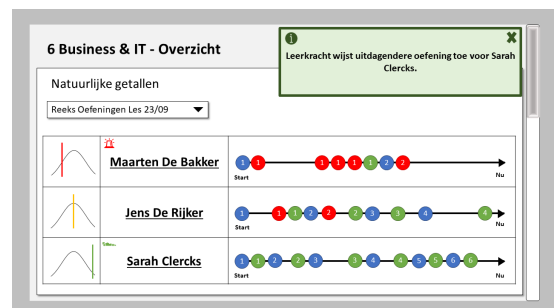 6 Business & IT - Overzicht
Leerkracht wijst uitdagendere oefening toe voor Sarah
Clercks.
Natuurlijke getallen
Reeks Oefeningen Les 23/09
Maarten De Bakker
1 1 1 1 1 1 2 2
Start
Nu
Jens De Rijker
1 1 1 2 2 2 3 3 4 4
Start
Nu
Sarah Clercks
1 1 2 2 3 3 4 4 5 5 6 6
Start
Nu